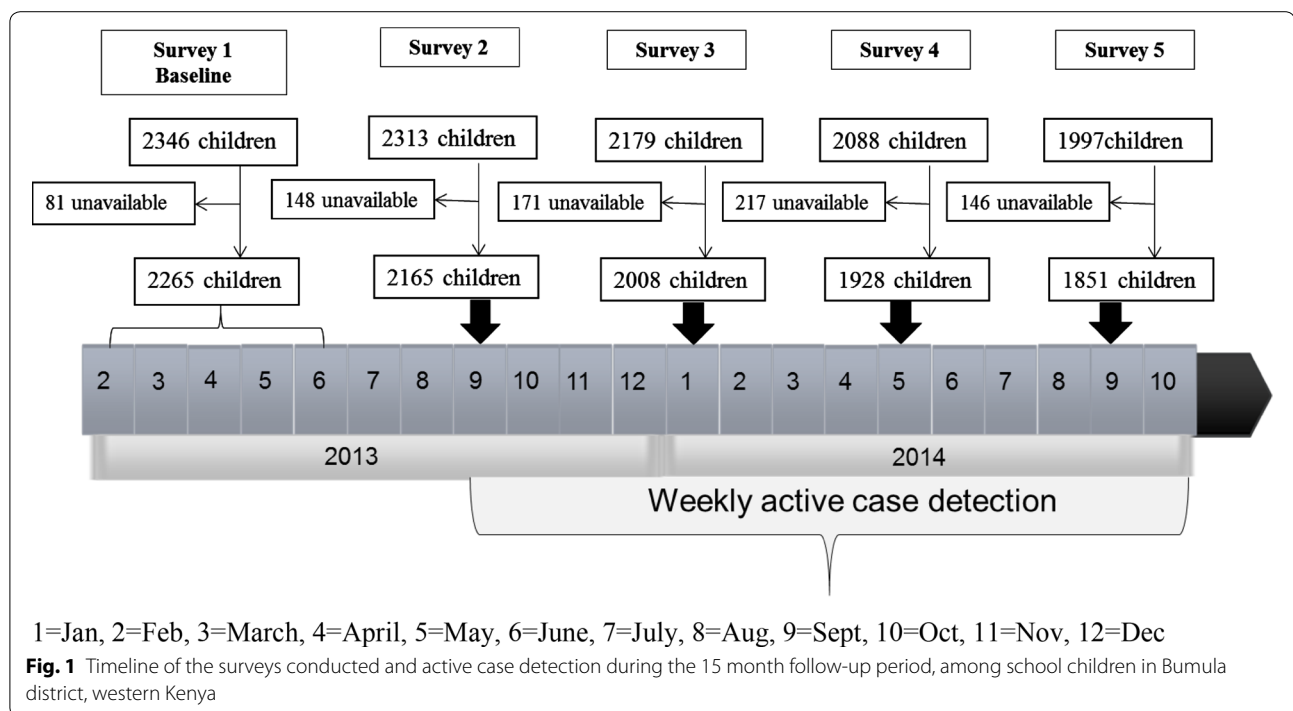 Survey 1
Baseline
Survey 2
Survey 3
Survey 4
Survey 5
2346 children
2313 children
2179 children
2088 children
1997children
81 unavailable
148 unavailable
171 unavailable
217 unavailable
146 unavailable
2265 children
2165 children
2008 children
1928 children
1851 children
2 3 4 5 6 7 8 9 10 11 12 1 2 3 4 5 6 7 8 9 10
2013 2014
Weekly active case detection
1=Jan, 2=Feb, 3=March, 4=April, 5=May, 6=June, 7=July, 8=Aug, 9=Sept, 10=Oct, 11=Nov, 12=Dec
Fig. 1 Timeline of the surveys conducted and active case detection during the 15 month follow-up period, among school children in Bumula
district, western Kenya